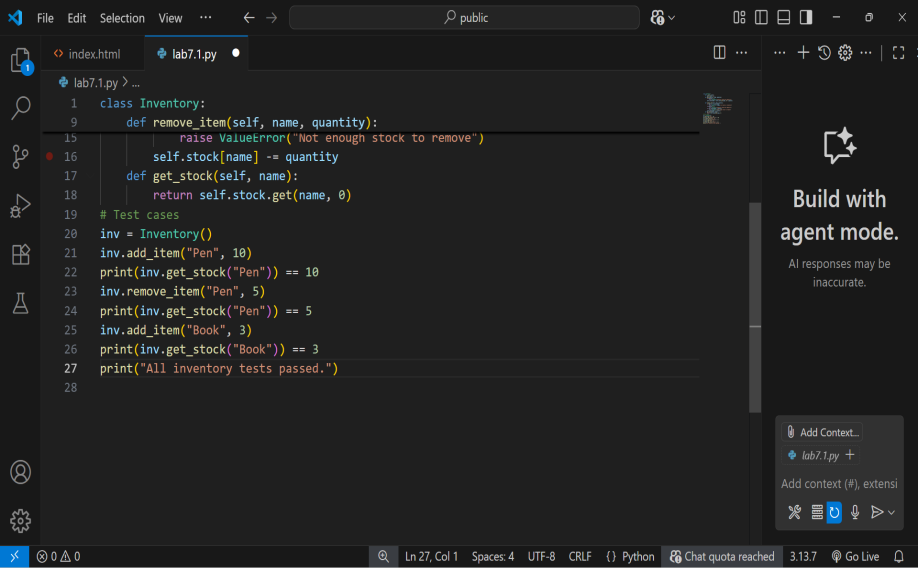 File Edit Selection View ··· public
index.html lab7.1.py
lab7.1.py > ...
1 class Inventory:
9 def remove_item(self, name, quantity):
15 raise ValueError("Not enough stock to remove")
16 self.stock[name] -= quantity
17 def get_stock(self, name):
18 return self.stock.get(name, 0)
19 # Test cases
20 inv = Inventory()
21 inv.add_item("Pen", 10)
22 print(inv.get_stock("Pen")) == 10
23 inv.remove_item("Pen", 5)
24 print(inv.get_stock("Pen")) == 5
25 inv.add_item("Book", 3)
26 print(inv.get_stock("Book")) == 3
27 print("All inventory tests passed.")
28
1
Build with
agent mode.
AI responses may be
inaccurate.
Add Context...
lab7.1.py +
Add context (#), extensi
0 0 Ln 27, Col 1 Spaces: 4 UTF-8 CRLF {} Python Chat quota reached 3.13.7 Go Live